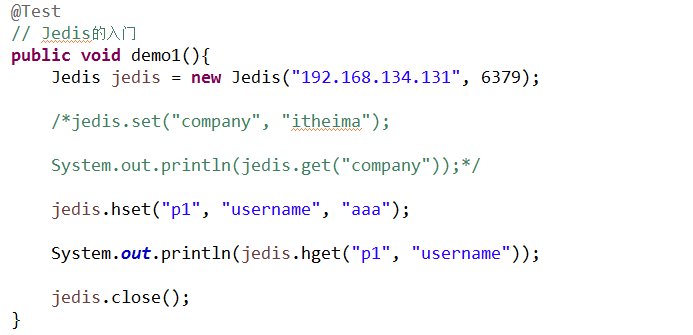 @Test
// Jedis的入门
public void demo1(){
    Jedis jedis = new Jedis("192.168.134.131", 6379);
    /*jedis.set("company", "itheima");
    System.out.println(jedis.get("company"));*/
    jedis.hset("p1", "username", "aaa");
    System.out.println(jedis.hget("p1", "username"));
    jedis.close();
}